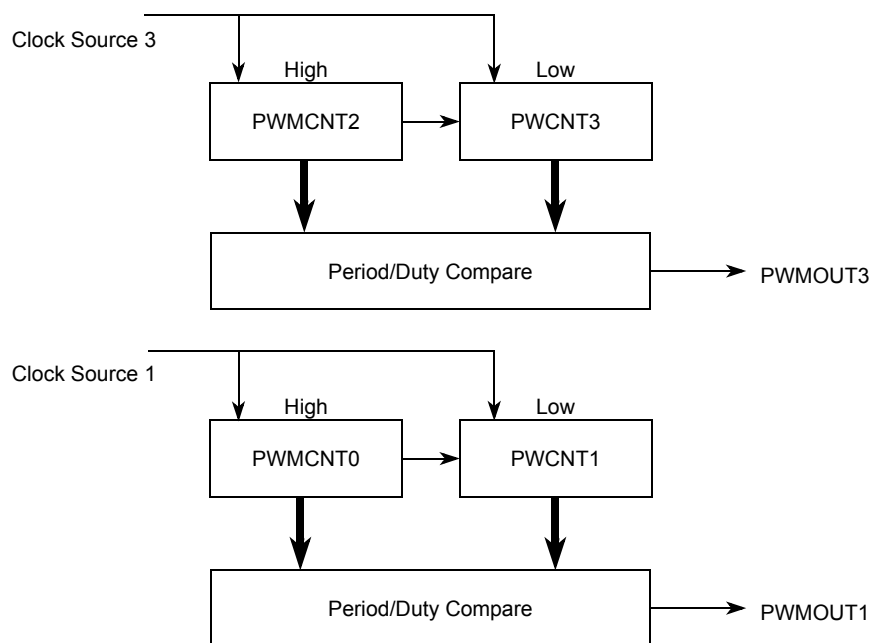 Clock Source 3
High
Low
PWMCNT2
PWCNT3
Period/Duty Compare
PWMOUT3
Clock Source 1
High
Low
PWMCNT0
PWCNT1
Period/Duty Compare
PWMOUT1